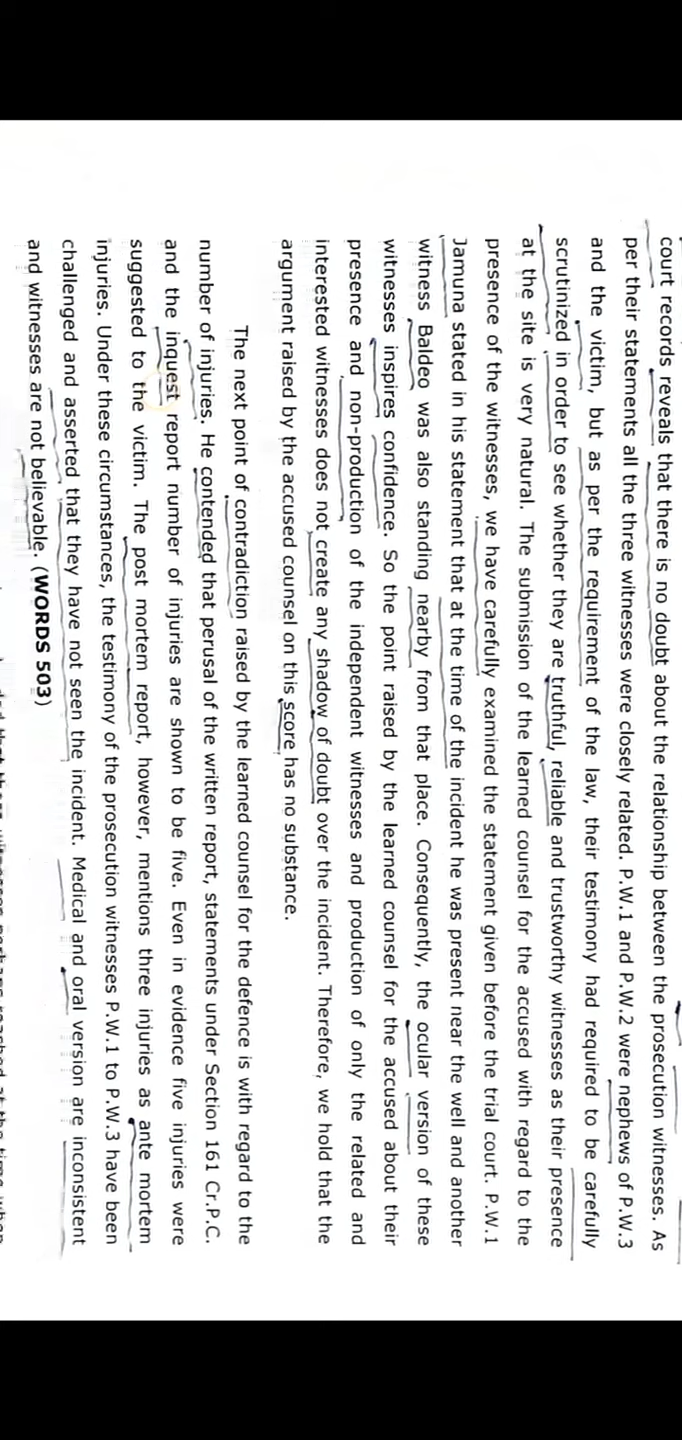 court records reveals that there is no doubt about the relationship between the prosecution witnesses. As
per their statements all the three witnesses were closely related. P.W.1 and P.W.2 were nephews of P.W.3
and the victim, but as per the requirement of the law, their testimony had required to be carefully
scrutinized in order to see whether they are truthful, reliable and trustworthy witnesses as their presence
at the site is very natural. The submission of the learned counsel for the accused with regard to the
presence of the witnesses, we have carefully examined the statement given before the trial court. P.W.1
Jamuna stated in his statement that at the time of the incident he was present near the well and another
witness Baldeo was also standing nearby from that place. Consequently, the ocular version of these
witnesses inspires confidence. So the point raised by the learned counsel for the accused about their
presence and non-production of the independent witnesses and production of only the related and
interested witnesses does not create any shadow of doubt over the incident. Therefore, we hold that the
argument raised by the accused counsel on this score has no substance.
The next point of contradiction raised by the learned counsel for the defence is with regard to the
number of injuries. He contended that perusal of the written report, statements under Section 161 Cr.P.C.
and the inquest report number of injuries are shown to be five. Even in evidence five injuries were
suggested to the victim. The post mortem report, however, mentions three injuries as ante mortem
injuries. Under these circumstances, the testimony of the prosecution witnesses P.W.1 to P.W.3 have been
challenged and asserted that they have not seen the incident. Medical and oral version are inconsistent
and witnesses are not believable. (WORDS 503)